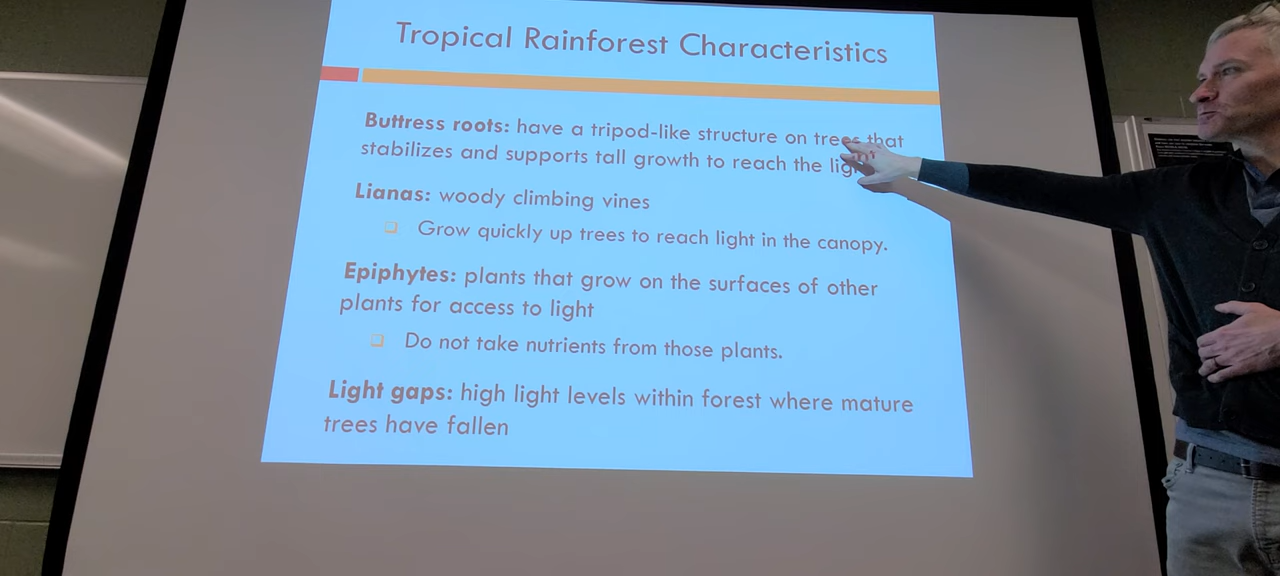 Tropical Rainforest Characteristics
Buttress roots: have a tripod-like structure on trees that
stabilizes and supports tall growth to reach the
Lianas: woody climbing vines
Grow quickly up trees to reach light in the canopy.
Epiphytes: plants that grow on the surfaces of other
plants for access to light
Do not take nutrients from those plants.
Light gaps: high light levels within forest where mature
trees have fallen